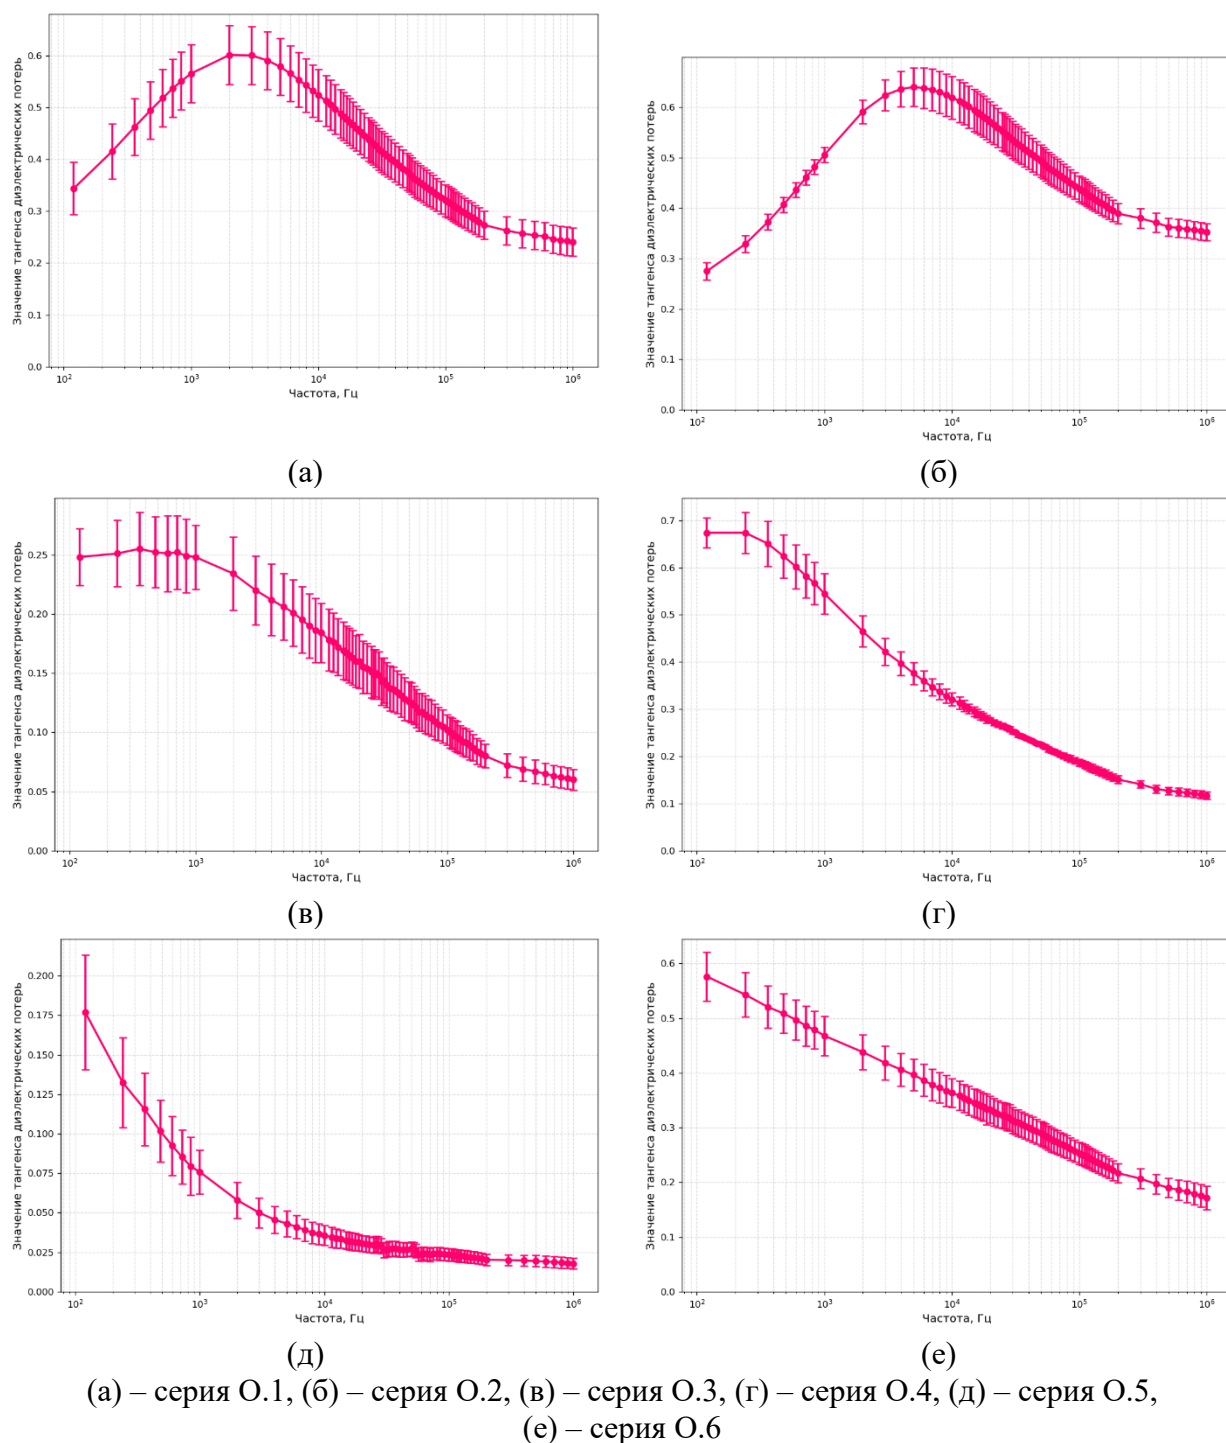 Значение тангенса диэлектрических потерь
0.6
0.5
0.4
0.3
0.2
0.1
0.0
10² 10³ 10⁴ 10⁵ 10⁶
Частота, Гц
(а)
Значение тангенса диэлектрических потерь
0.6
0.5
0.4
0.3
0.2
0.1
0.0
10² 10³ 10⁴ 10⁵ 10⁶
Частота, Гц
(б)
Значение тангенса диэлектрических потерь
0.25
0.20
0.15
0.10
0.05
0.00
10² 10³ 10⁴ 10⁵ 10⁶
Частота, Гц
(в)
Значение тангенса диэлектрических потерь
0.7
0.6
0.5
0.4
0.3
0.2
0.1
0.0
10² 10³ 10⁴ 10⁵ 10⁶
Частота, Гц
(г)
Значение тангенса диэлектрических потерь
0.200
0.175
0.150
0.125
0.100
0.075
0.050
0.025
0.000
10² 10³ 10⁴ 10⁵ 10⁶
Частота, Гц
(д)
Значение тангенса диэлектрических потерь
0.6
0.5
0.4
0.3
0.2
0.1
0.0
10² 10³ 10⁴ 10⁵ 10⁶
Частота, Гц
(е)
(а) – серия О.1, (б) – серия О.2, (в) – серия О.3, (г) – серия О.4, (д) – серия О.5,
(е) – серия О.6